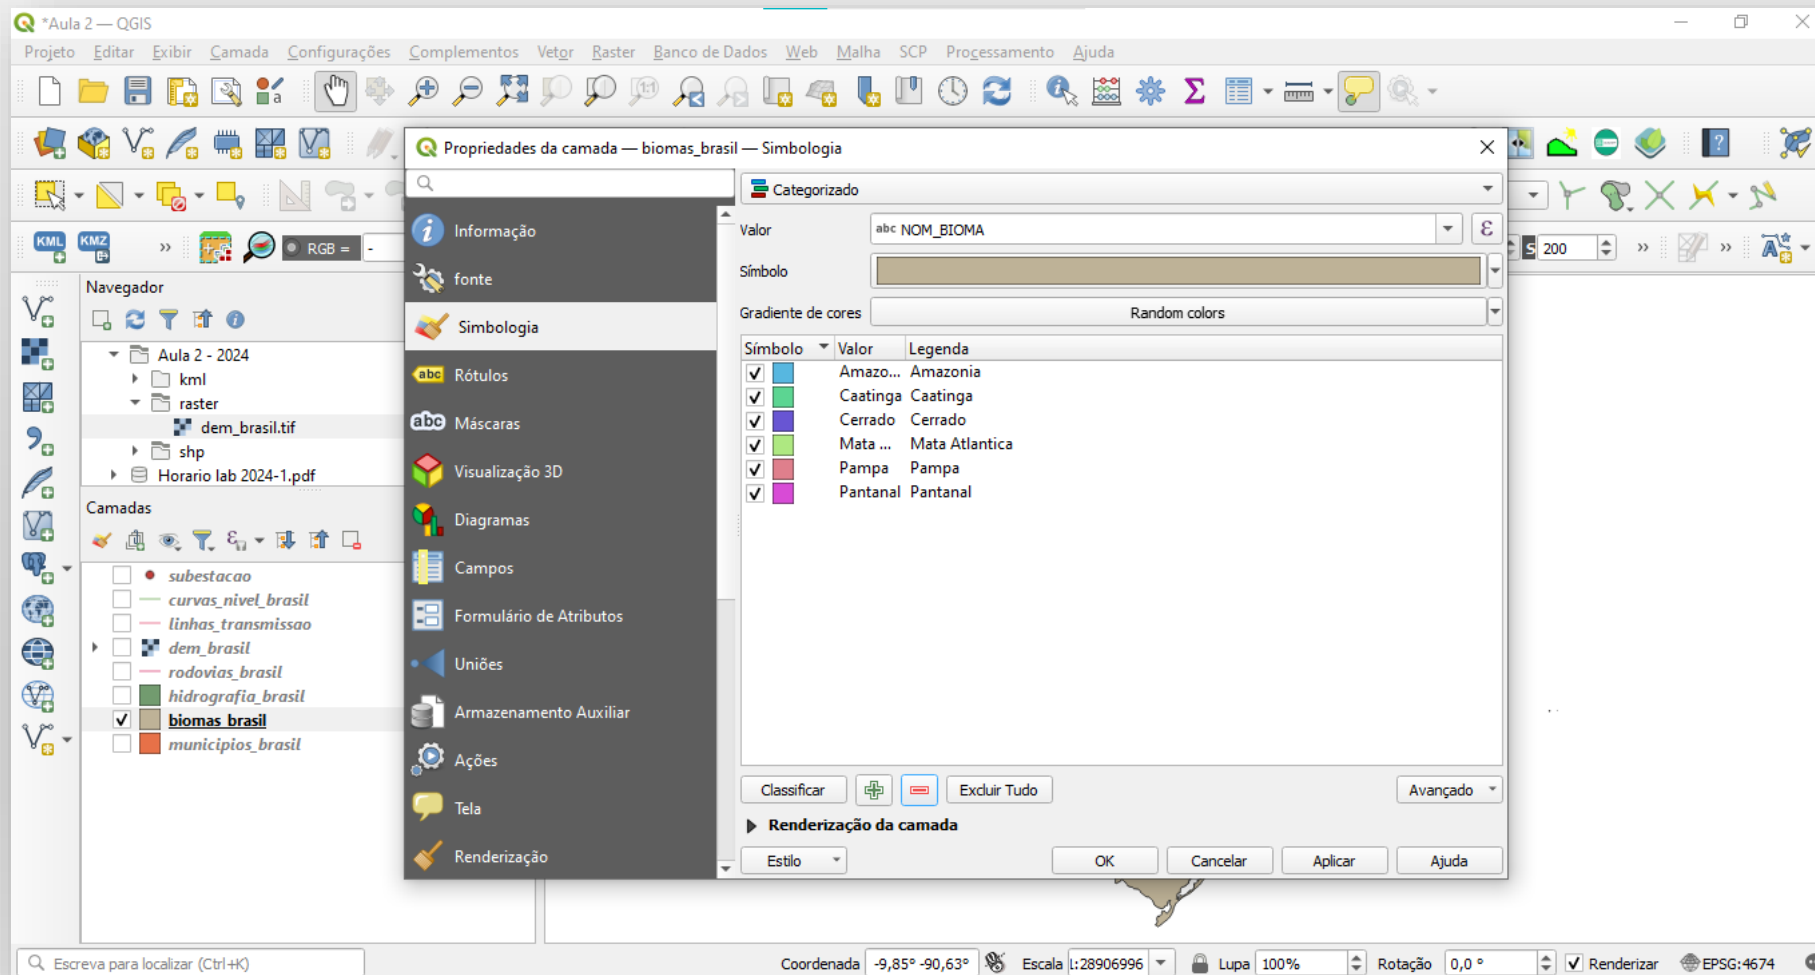 *Aula 2 — QGIS
Projeto Editar Exibir Camada Configurações Complementos Vetor Raster Banco de Dados Web Malha SCP Processamento Ajuda
a
1:1
Propriedades da camada — biomas_brasil — Simbologia
?
KML
KMZ
»
RGB =
-
S 200
»
»
Navegador
Aula 2 - 2024
kml
raster
dem_brasil.tif
shp
Horario lab 2024-1.pdf
Camadas
subestacao
curvas_nivel_brasil
linhas_transmissao
dem_brasil
rodovias_brasil
hidrografia_brasil
biomas_brasil
municipios_brasil
Informação
fonte
Simbologia
abc Rótulos
abc Máscaras
Visualização 3D
Diagramas
Campos
Formulário de Atributos
Uniões
Armazenamento Auxiliar
Ações
Tela
Renderização
Categorizado
Valor abc NOM_BIOMA ε
Símbolo
Gradiente de cores Random colors
Símbolo Valor Legenda
Amazo... Amazonia
Caatinga Caatinga
Cerrado Cerrado
Mata ... Mata Atlantica
Pampa Pampa
Pantanal Pantanal
Classificar Excluir Tudo Avançado
Renderização da camada
Estilo OK Cancelar Aplicar Ajuda
Escreva para localizar (Ctrl+K) Coordenada -9,85° -90,63° Escala 1:28906996 Lupa 100% Rotação 0,0 ° Renderizar EPSG:4674